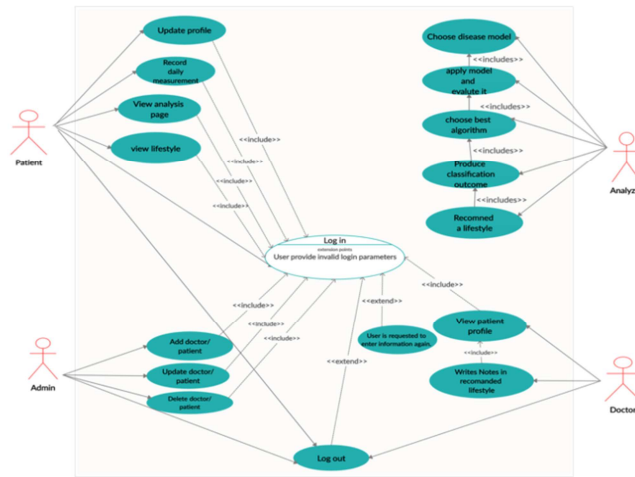 Update profile
Record
daily
measurement
View analysis
page
view lifestyle
Patient
<<include>>
<<include>>
<<include>>
<<include>>
Choose disease model
<<includes>>
apply model
and
evalute it
<<includes>>
choose best
algorithm
<<includes>>
Produce
classification
outcome
<<includes>>
Recomned
a lifestyle
Analyz
Log in
extension points
User provide invalid login parameters
<<include>>
<<include>>
<<include>>
<<extend>>
<<extend>>
<<include>>
User is requested to
enter information again.
Add doctor/
patient
Update doctor/
patient
Delete doctor/
patient
Admin
View patient
profile
<<include>>
Writes Notes in
recomanded
lifestyle
Doctor
Log out